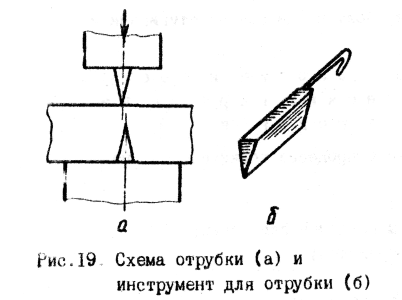 а
б
Рис.19. Схема отрубки (а) и
инструмент для отрубки (б)